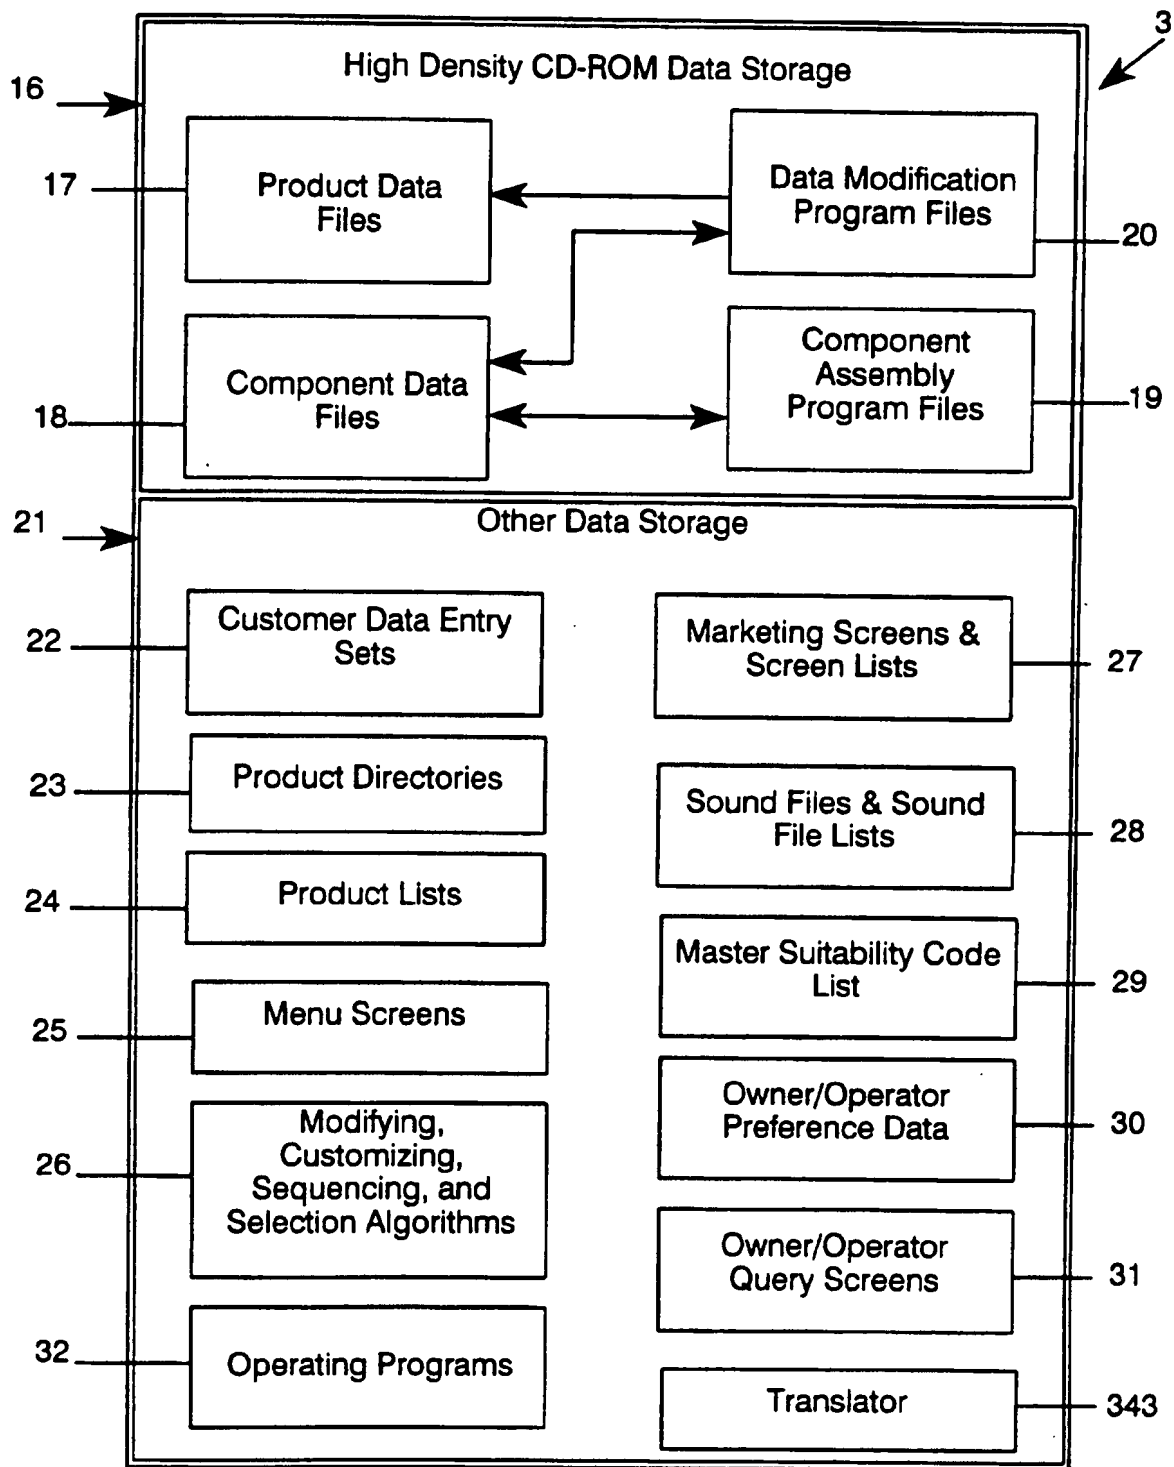 3
High Density CD-ROM Data Storage
16
17
Product Data
Files
Data Modification
Program Files
20
18
Component Data
Files
Component
Assembly
Program Files
19
21
Other Data Storage
22
Customer Data Entry
Sets
Marketing Screens &
Screen Lists
27
23
Product Directories
Sound Files & Sound
File Lists
28
24
Product Lists
Master Suitability Code
List
29
25
Menu Screens
Owner/Operator
Preference Data
30
26
Modifying,
Customizing,
Sequencing, and
Selection Algorithms
Owner/Operator
Query Screens
31
32
Operating Programs
Translator
343